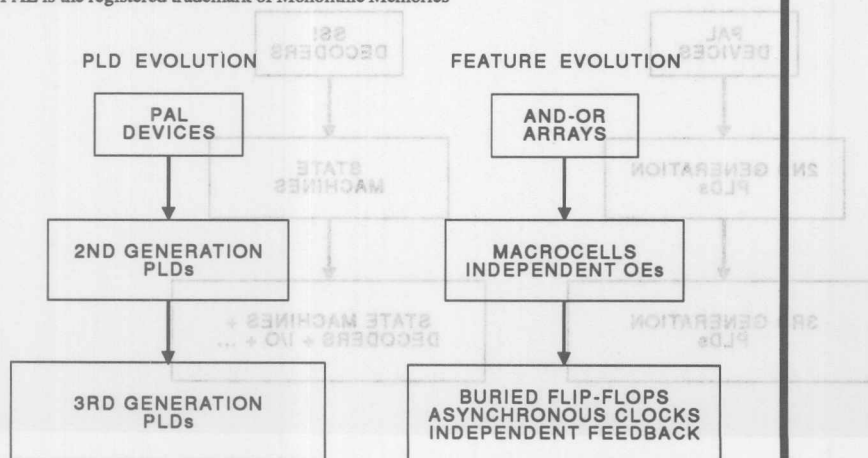 PAL is the registered trademark of Monolithic Memories
PLD EVOLUTION
PAL
DEVICES
2ND GENERATION
PLDs
3RD GENERATION
PLDs
FEATURE EVOLUTION
AND-OR
ARRAYS
MACROCELLS
INDEPENDENT OEs
BURIED FLIP-FLOPS
ASYNCHRONOUS CLOCKS
INDEPENDENT FEEDBACK